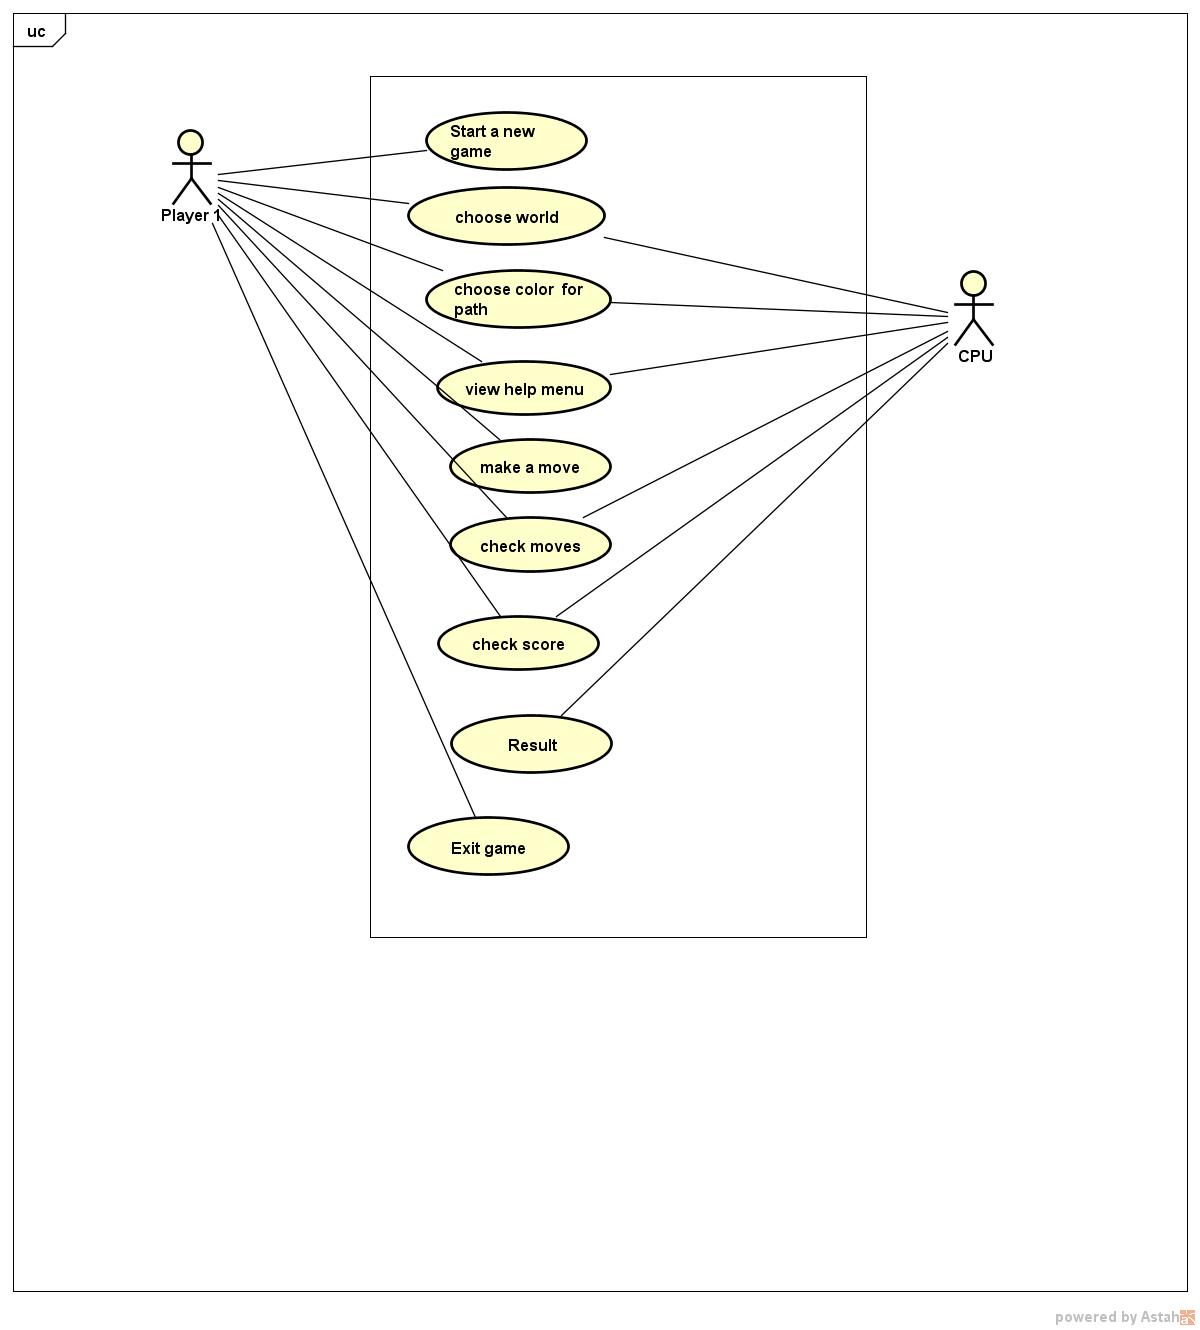 uc
Start a new
game
Player 1
choose world
choose color for
path
CPU
view help menu
make a move
check moves
check score
Result
Exit game
powered by Astah